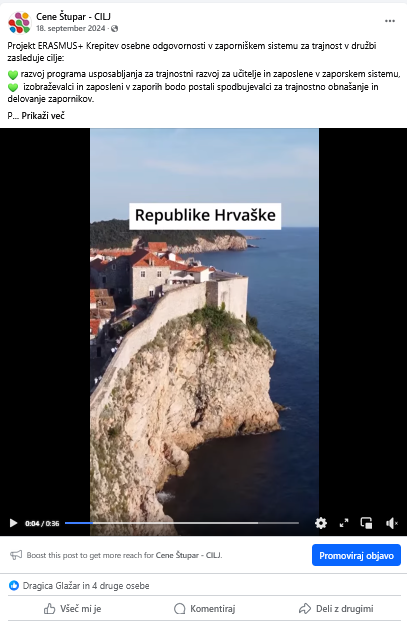 Cene Štupar - CILJ
18. september 2024 ·
Projekt ERASMUS+ Krepitev osebne odgovornosti v zaporniškem sistemu za trajnost v družbi
zasleduje cilje:
💚 razvoj programa usposabljanja za trajnostni razvoj za učitelje in zaposlene v zaporskem sistemu,
💚 izobraževalci in zaposleni v zaporih bodo postali spodbujevalci za trajnostno obnašanje in
delovanje zapornikov.
P... Prikaži več
Republike Hrvaške
0:04 / 0:36
Boost this post to get more reach for Cene Štupar - CILJ.
Promoviraj objavo
Dragica Glažar in 4 druge osebe
Všeč mi je
Komentiraj
Deli z drugimi